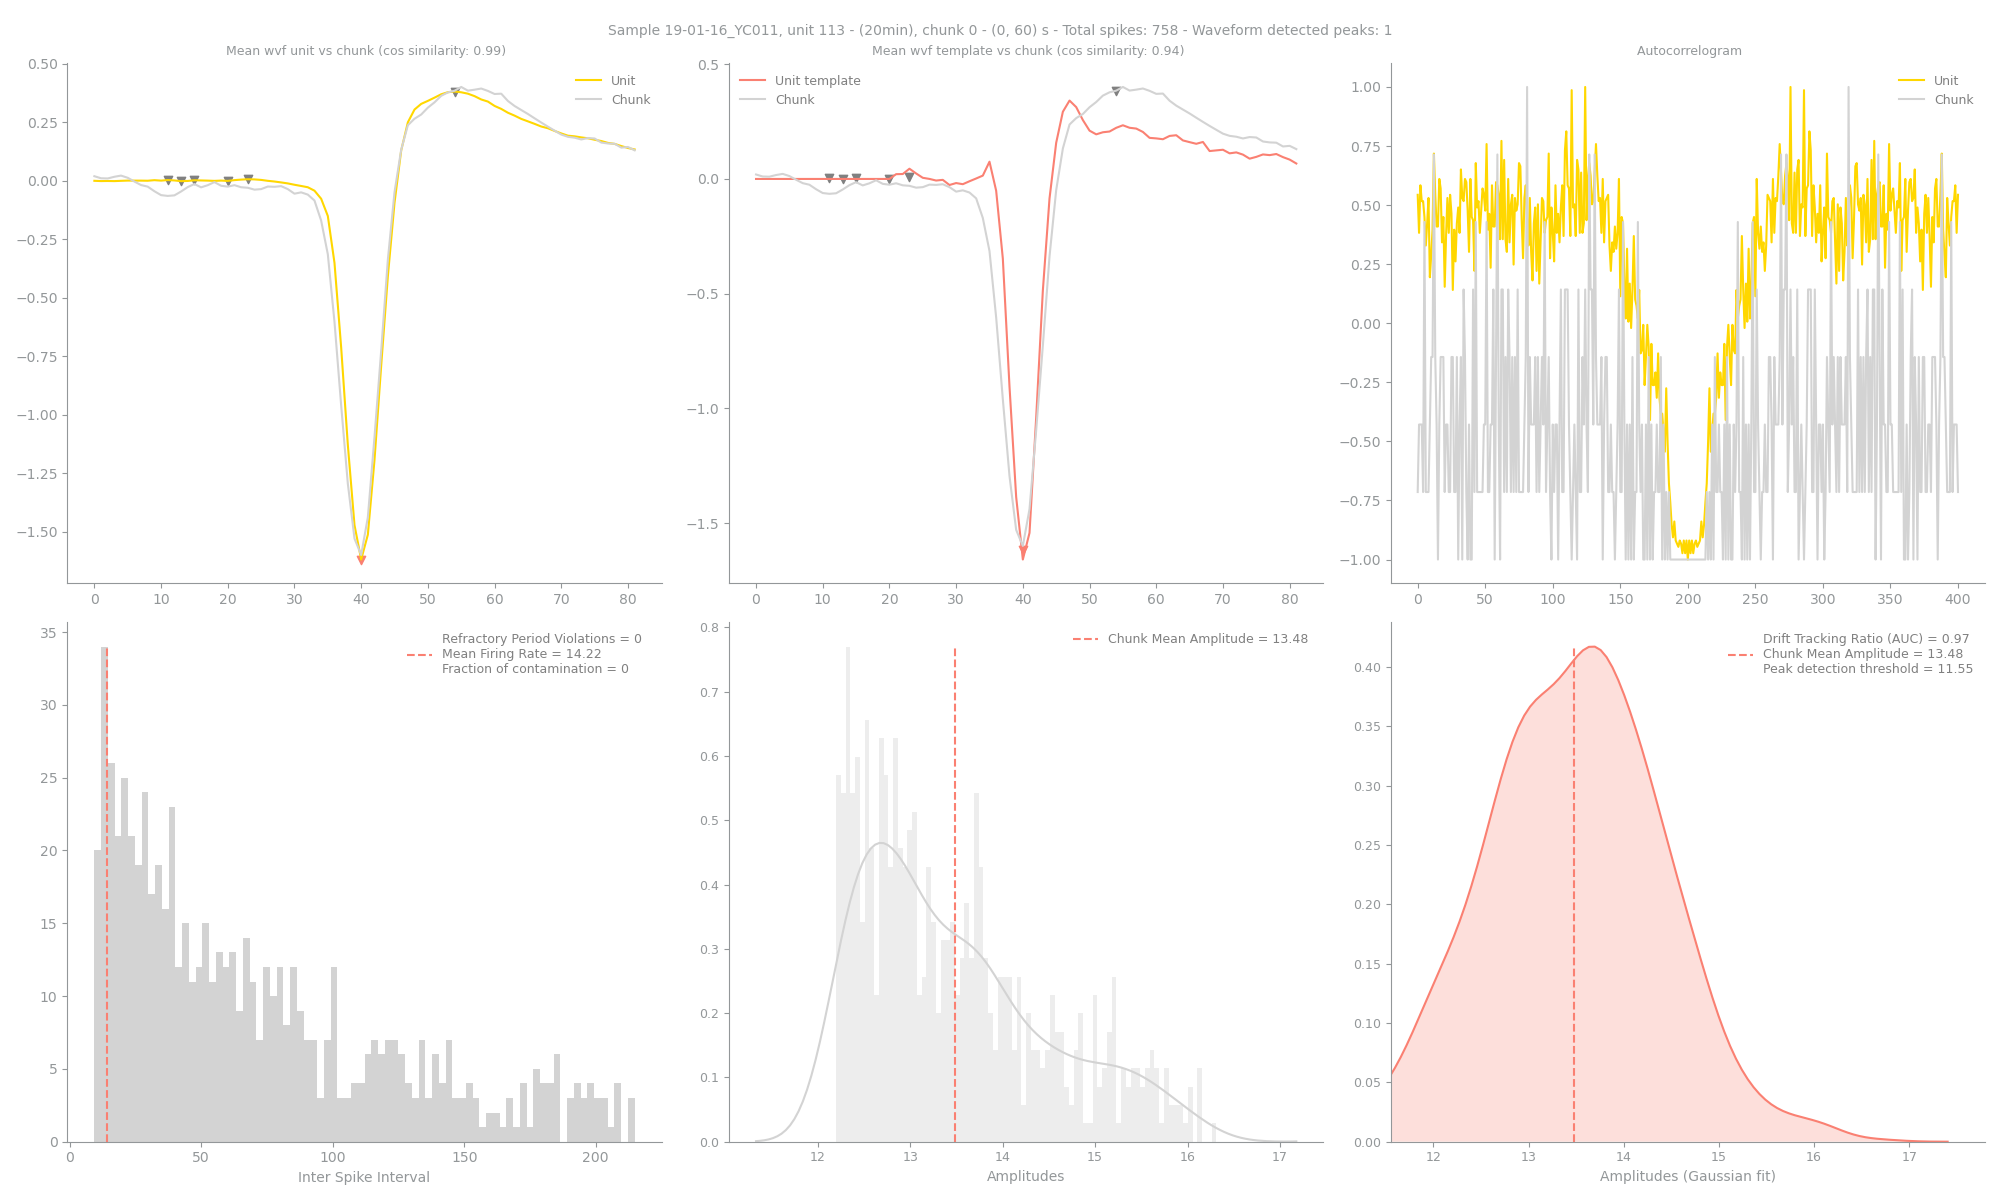 Sample 19-01-16_YC011, unit 113 - (20min), chunk 0 - (0, 60) s - Total spikes: 758 - Waveform detected peaks: 1
Mean wvf unit vs chunk (cos similarity: 0.99)
0.50
0.25
0.00
−0.25
−0.50
−0.75
−1.00
−1.25
−1.50
Unit
Chunk
0 10 20 30 40 50 60 70 80
Mean wvf template vs chunk (cos similarity: 0.94)
0.5
0.0
−0.5
−1.0
−1.5
Unit template
Chunk
0 10 20 30 40 50 60 70 80
Autocorrelogram
1.00
0.75
0.50
0.25
0.00
−0.25
−0.50
−0.75
−1.00
Unit
Chunk
0 50 100 150 200 250 300 350 400
35
30
25
20
15
10
5
0
Refractory Period Violations = 0
Mean Firing Rate = 14.22
Fraction of contamination = 0
0 50 100 150 200
Inter Spike Interval
0.8
0.7
0.6
0.5
0.4
0.3
0.2
0.1
0.0
Chunk Mean Amplitude = 13.48
12 13 14 15 16 17
Amplitudes
0.40
0.35
0.30
0.25
0.20
0.15
0.10
0.05
0.00
Drift Tracking Ratio (AUC) = 0.97
Chunk Mean Amplitude = 13.48
Peak detection threshold = 11.55
12 13 14 15 16 17
Amplitudes (Gaussian fit)